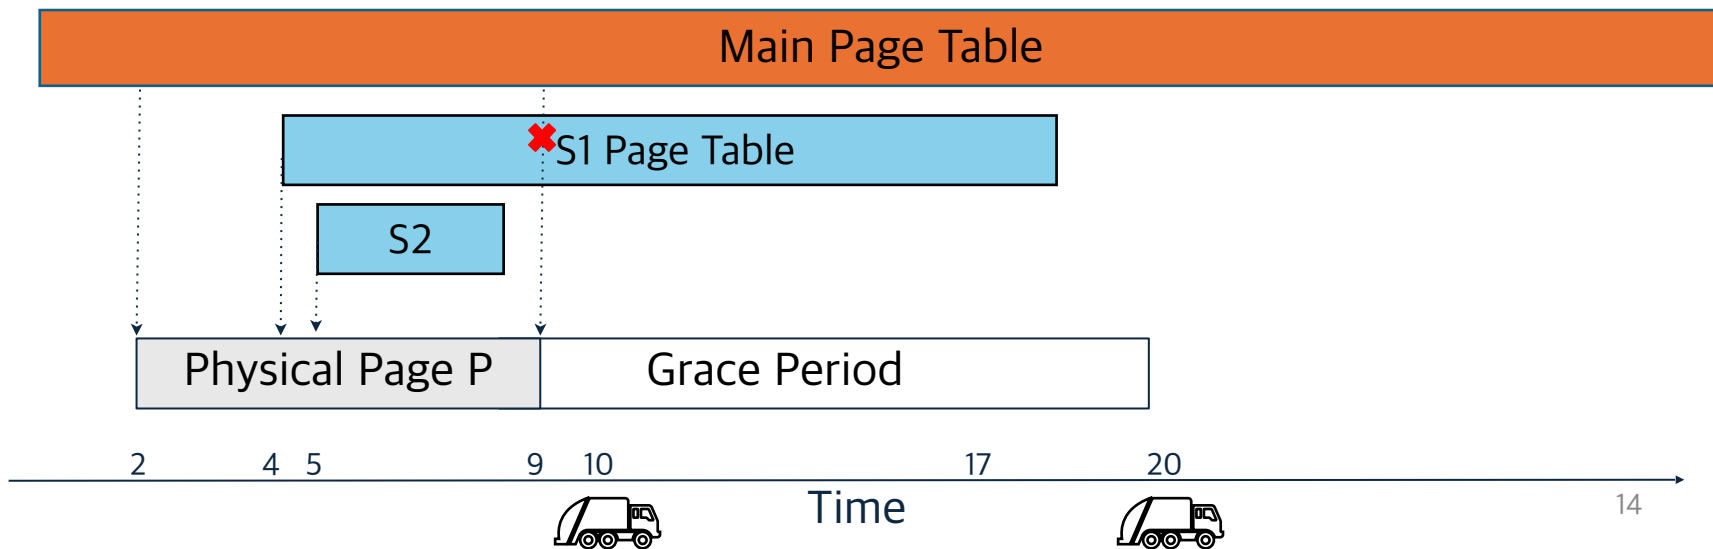 Main Page Table
S1 Page Table
S2
Physical Page P
Grace Period
2 4 5 9 10 17 20
Time
14